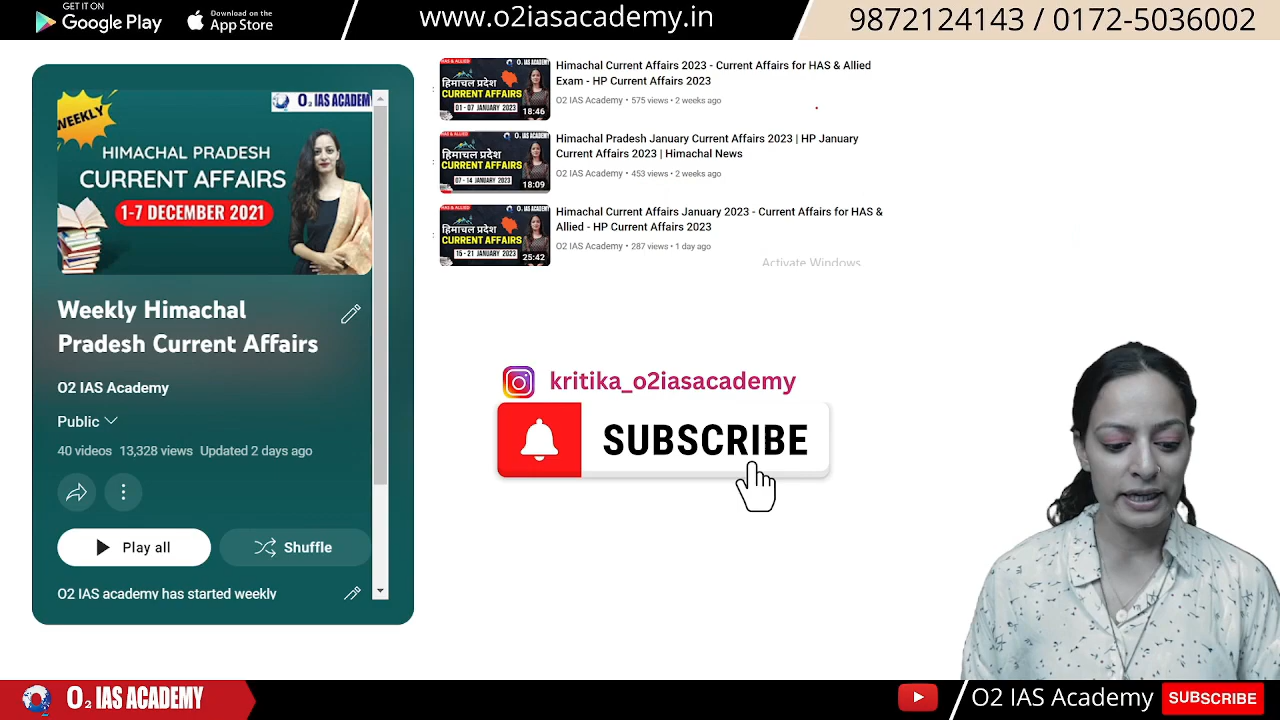 GET IT ON
Google Play
Download on the
App Store
www.o2iasacademy.in
9872124143 / 0172-5036002
WEEKLY
O2 IAS ACADEMY
HIMACHAL PRADESH
CURRENT AFFAIRS
1-7 DECEMBER 2021
Weekly Himachal
Pradesh Current Affairs
O2 IAS Academy
Public
40 videos 13,328 views Updated 2 days ago
Play all
Shuffle
O2 IAS academy has started weekly
हिमाचल प्रदेश
CURRENT AFFAIRS
01 - 07 JANUARY 2023
18:46
Himachal Current Affairs 2023 - Current Affairs for HAS & Allied
Exam - HP Current Affairs 2023
O2 IAS Academy • 575 views • 2 weeks ago
हिमाचल प्रदेश
CURRENT AFFAIRS
07 - 14 JANUARY 2023
18:09
Himachal Pradesh January Current Affairs 2023 | HP January
Current Affairs 2023 | Himachal News
O2 IAS Academy • 453 views • 2 weeks ago
हिमाचल प्रदेश
CURRENT AFFAIRS
15 - 21 JANUARY 2023
25:42
Himachal Current Affairs January 2023 - Current Affairs for HAS &
Allied - HP Current Affairs 2023
O2 IAS Academy • 287 views • 1 day ago
Activate Windows
kritika_o2iasacademy
SUBSCRIBE
O2 IAS ACADEMY
O2 IAS Academy
SUBSCRIBE